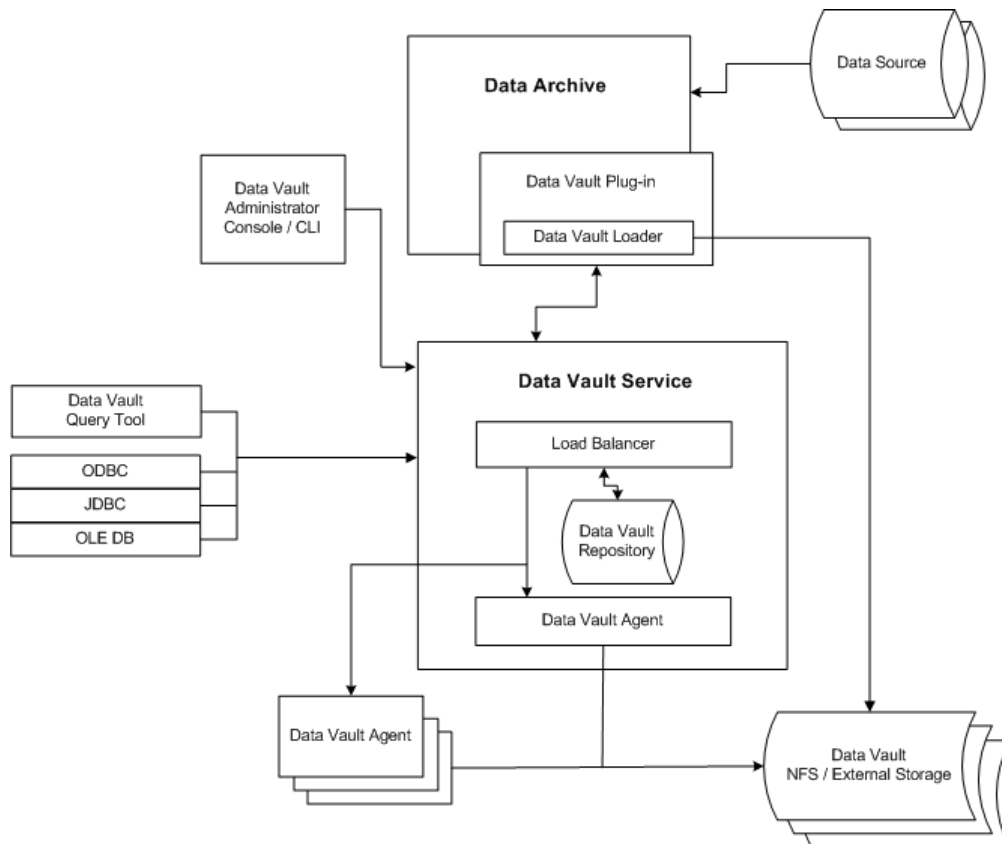 Data Source
Data Archive
Data Vault Plug-in
Data Vault Loader
Data Vault
Administrator
Console / CLI
Data Vault Service
Data Vault
Query Tool
ODBC
JDBC
OLE DB
Load Balancer
Data Vault
Repository
Data Vault Agent
Data Vault Agent
Data Vault
NFS / External Storage